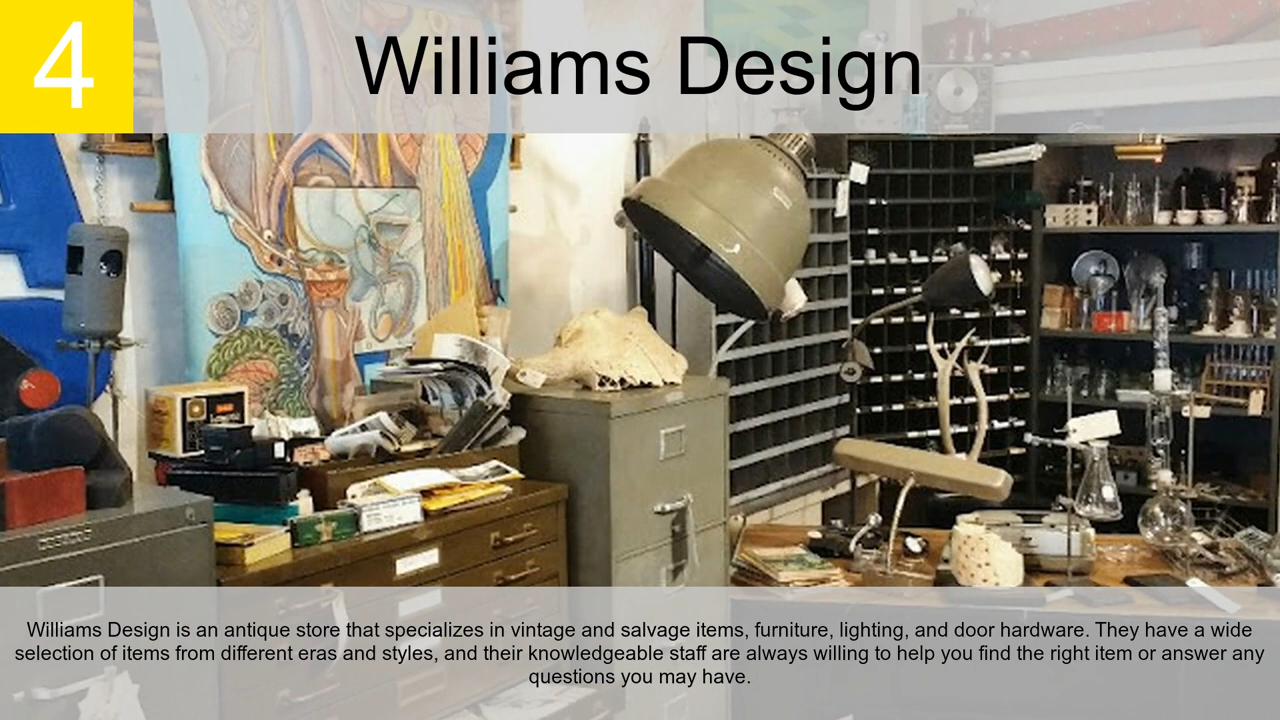 4
Williams Design
Williams Design is an antique store that specializes in vintage and salvage items, furniture, lighting, and door hardware. They have a wide
selection of items from different eras and styles, and their knowledgeable staff are always willing to help you find the right item or answer any
questions you may have.